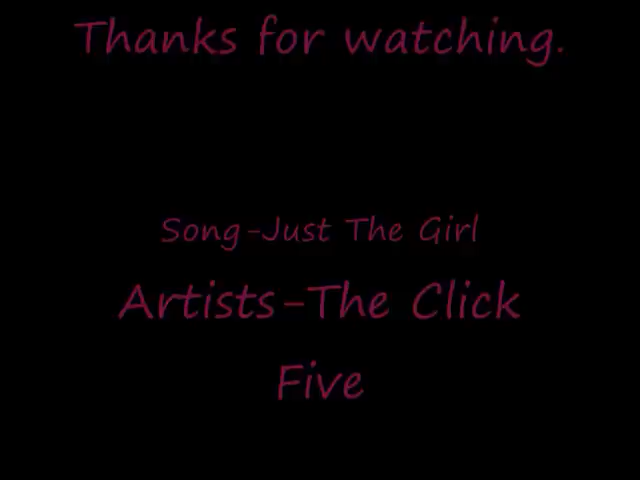 Thanks for watching.
Song-Just The Girl
Artists-The Click
Five